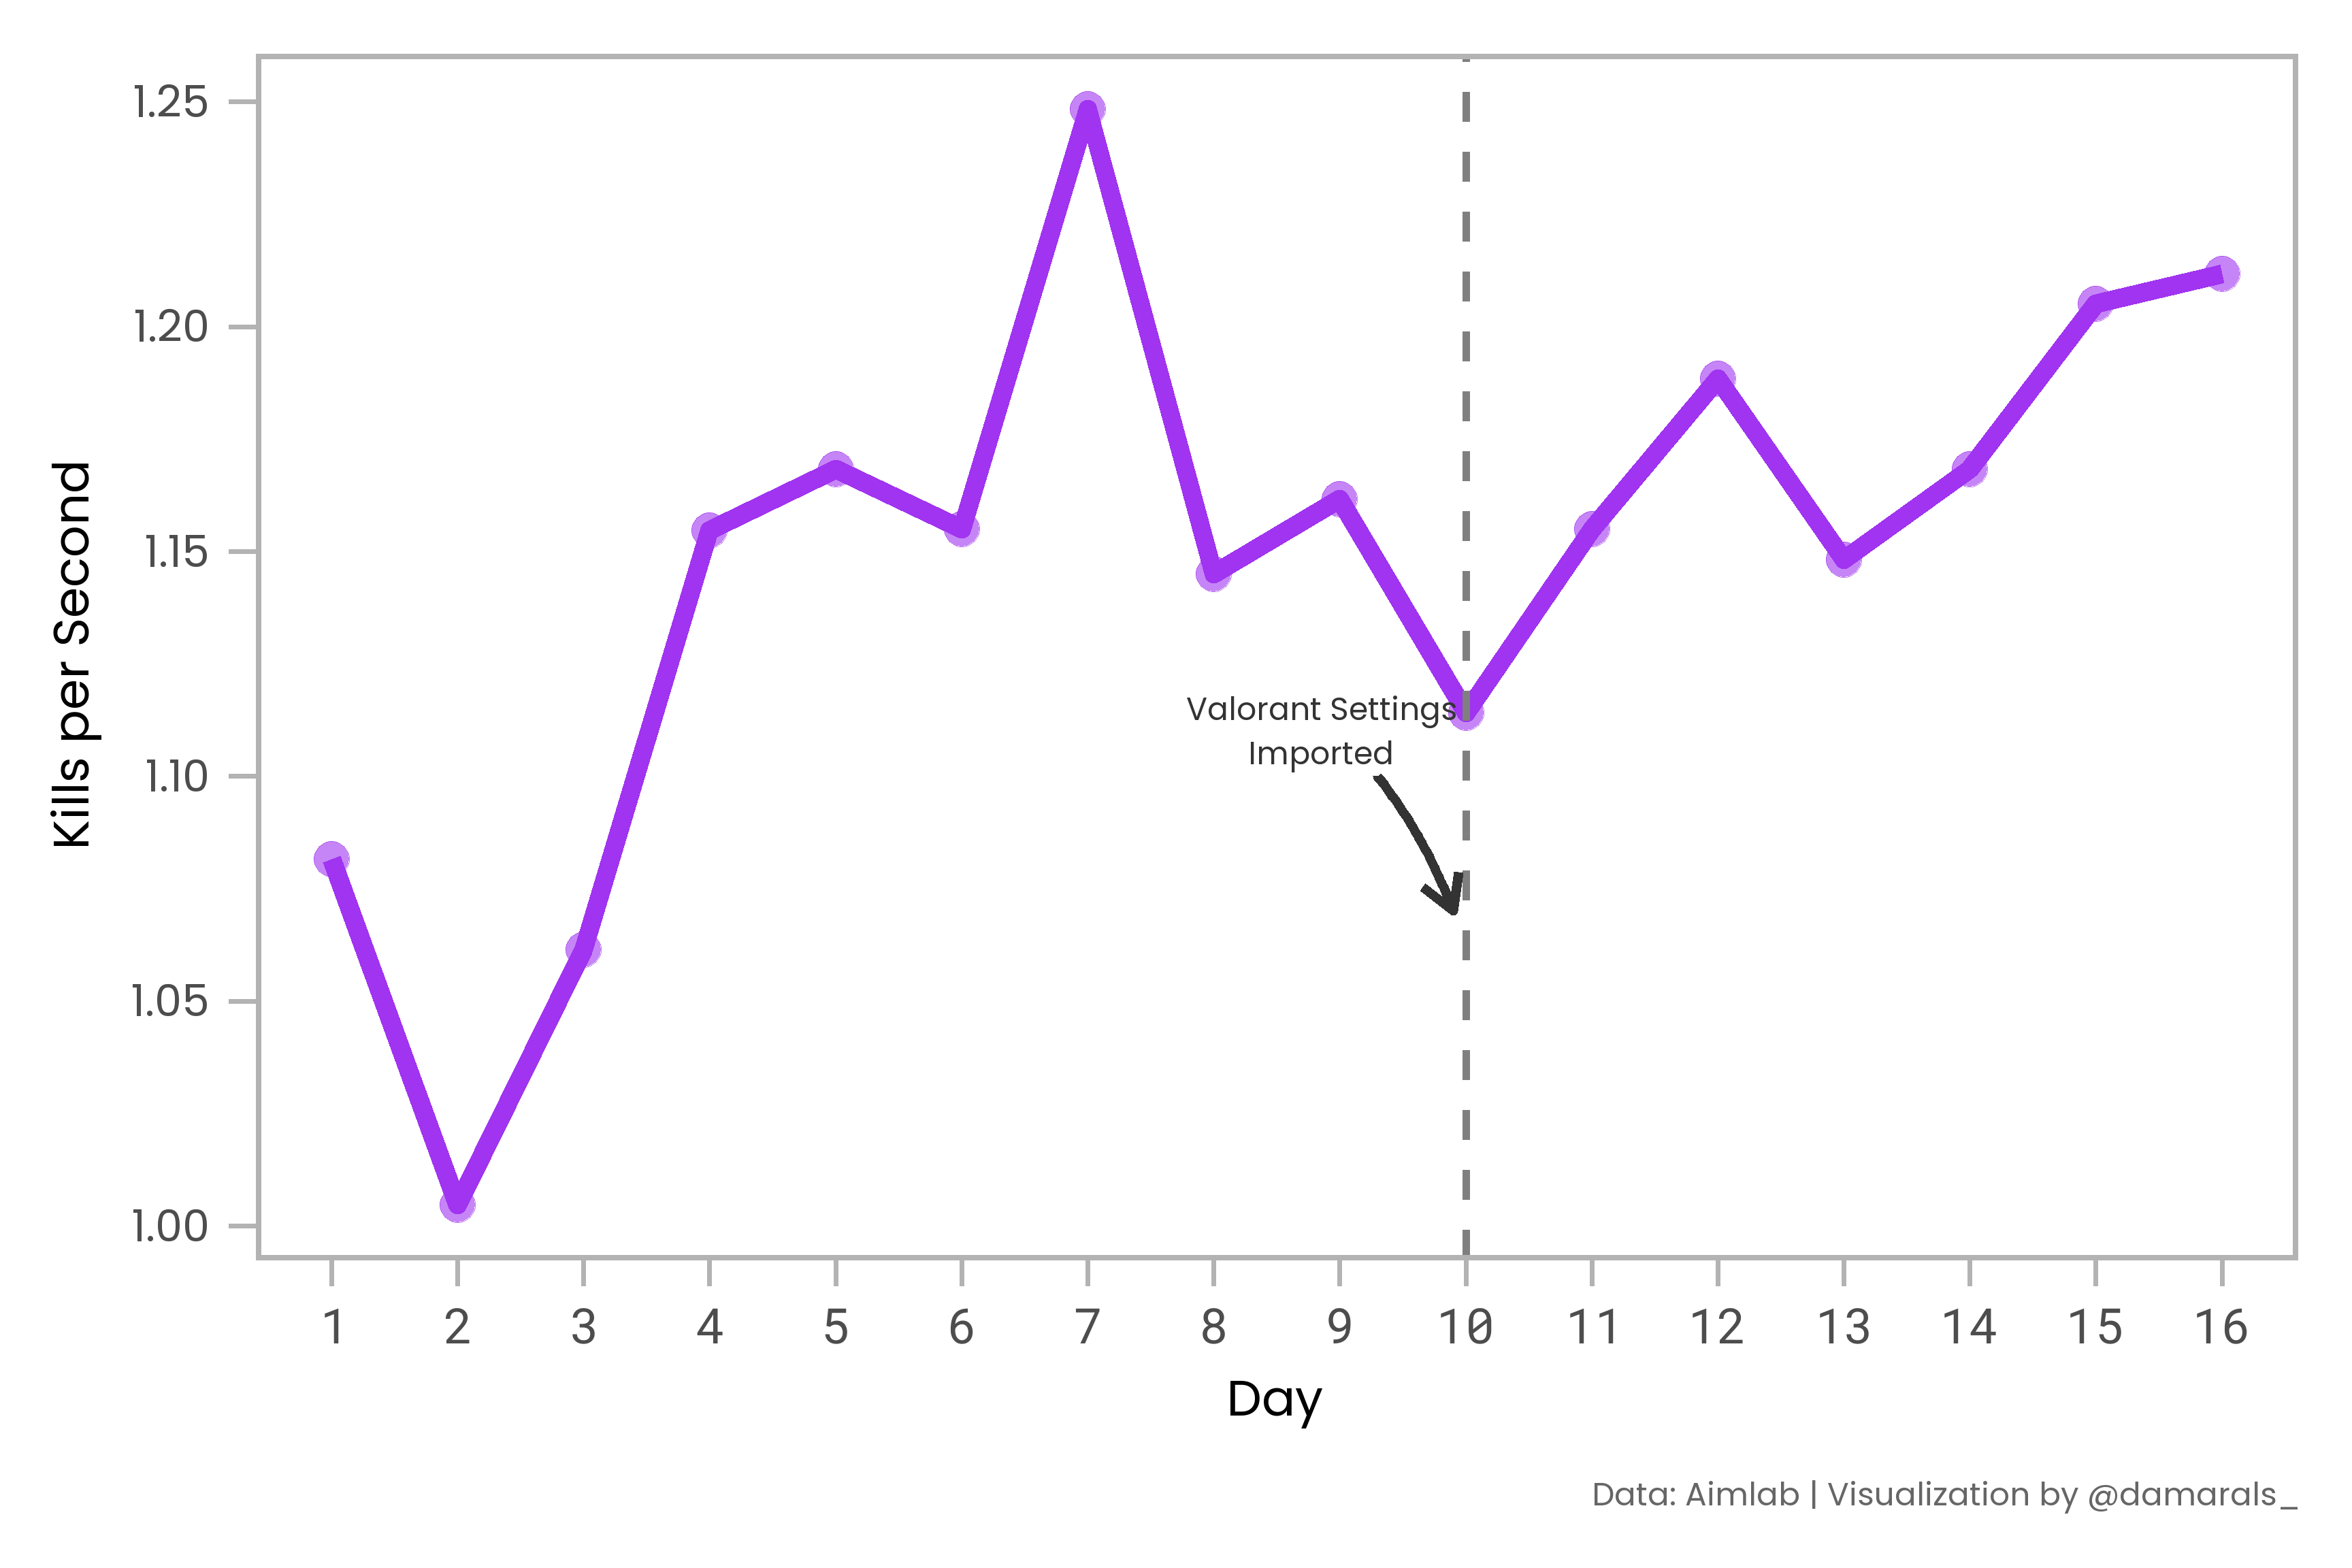 1.25
1.20
1.15
1.10
1.05
1.00
Kills per Second
Valorant Settings
Imported
1 2 3 4 5 6 7 8 9 10 11 12 13 14 15 16
Day
Data: Aimlab | Visualization by @damarals_